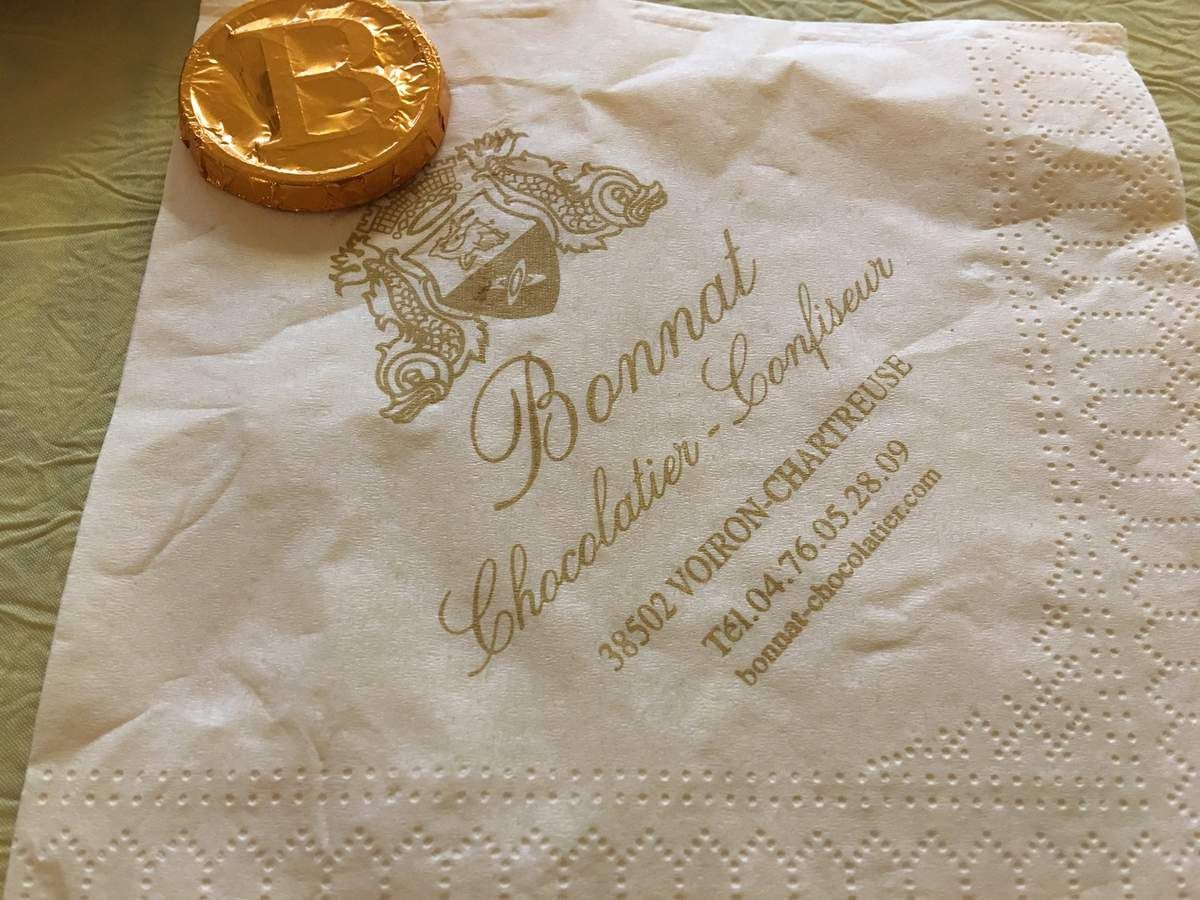 B
Bonnat
Chocolatier - Confiseur
38502 VOIRON-CHARTREUSE
Tél.04.76.05.28.09
bonnat-chocolatier.com